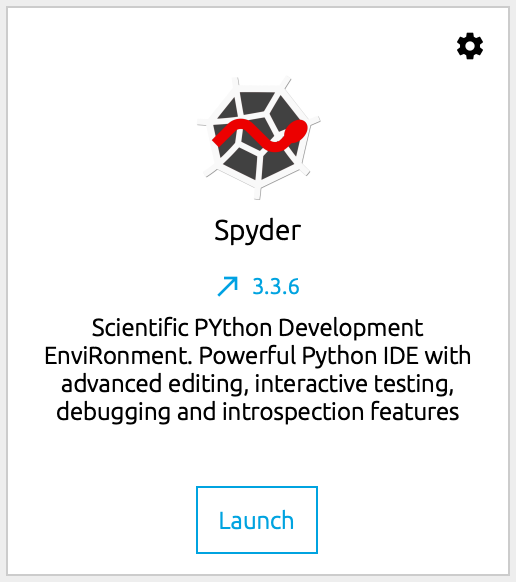 Spyder
3.3.6
Scientific PYthon Development
EnviRonment. Powerful Python IDE with
advanced editing, interactive testing,
debugging and introspection features
Launch